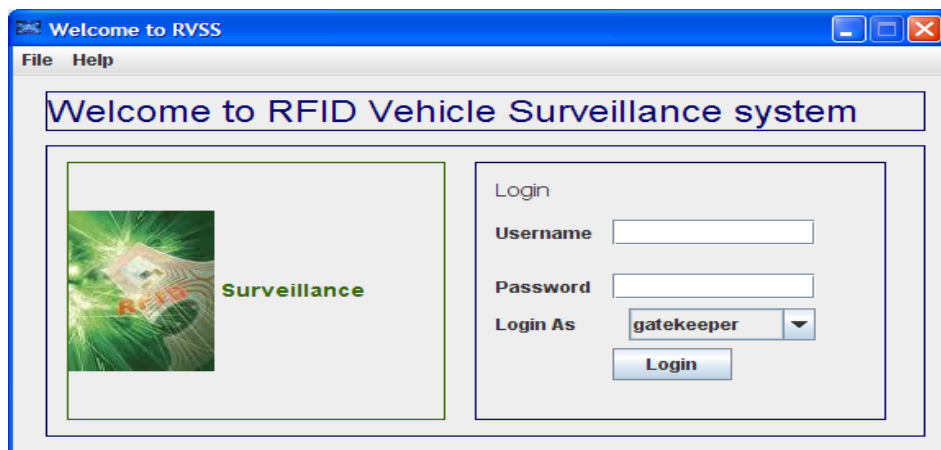 Welcome to RVSS
File Help
Welcome to RFID Vehicle Surveillance system
Login
Username
RFID
Surveillance
Password
Login As
gatekeeper
Login